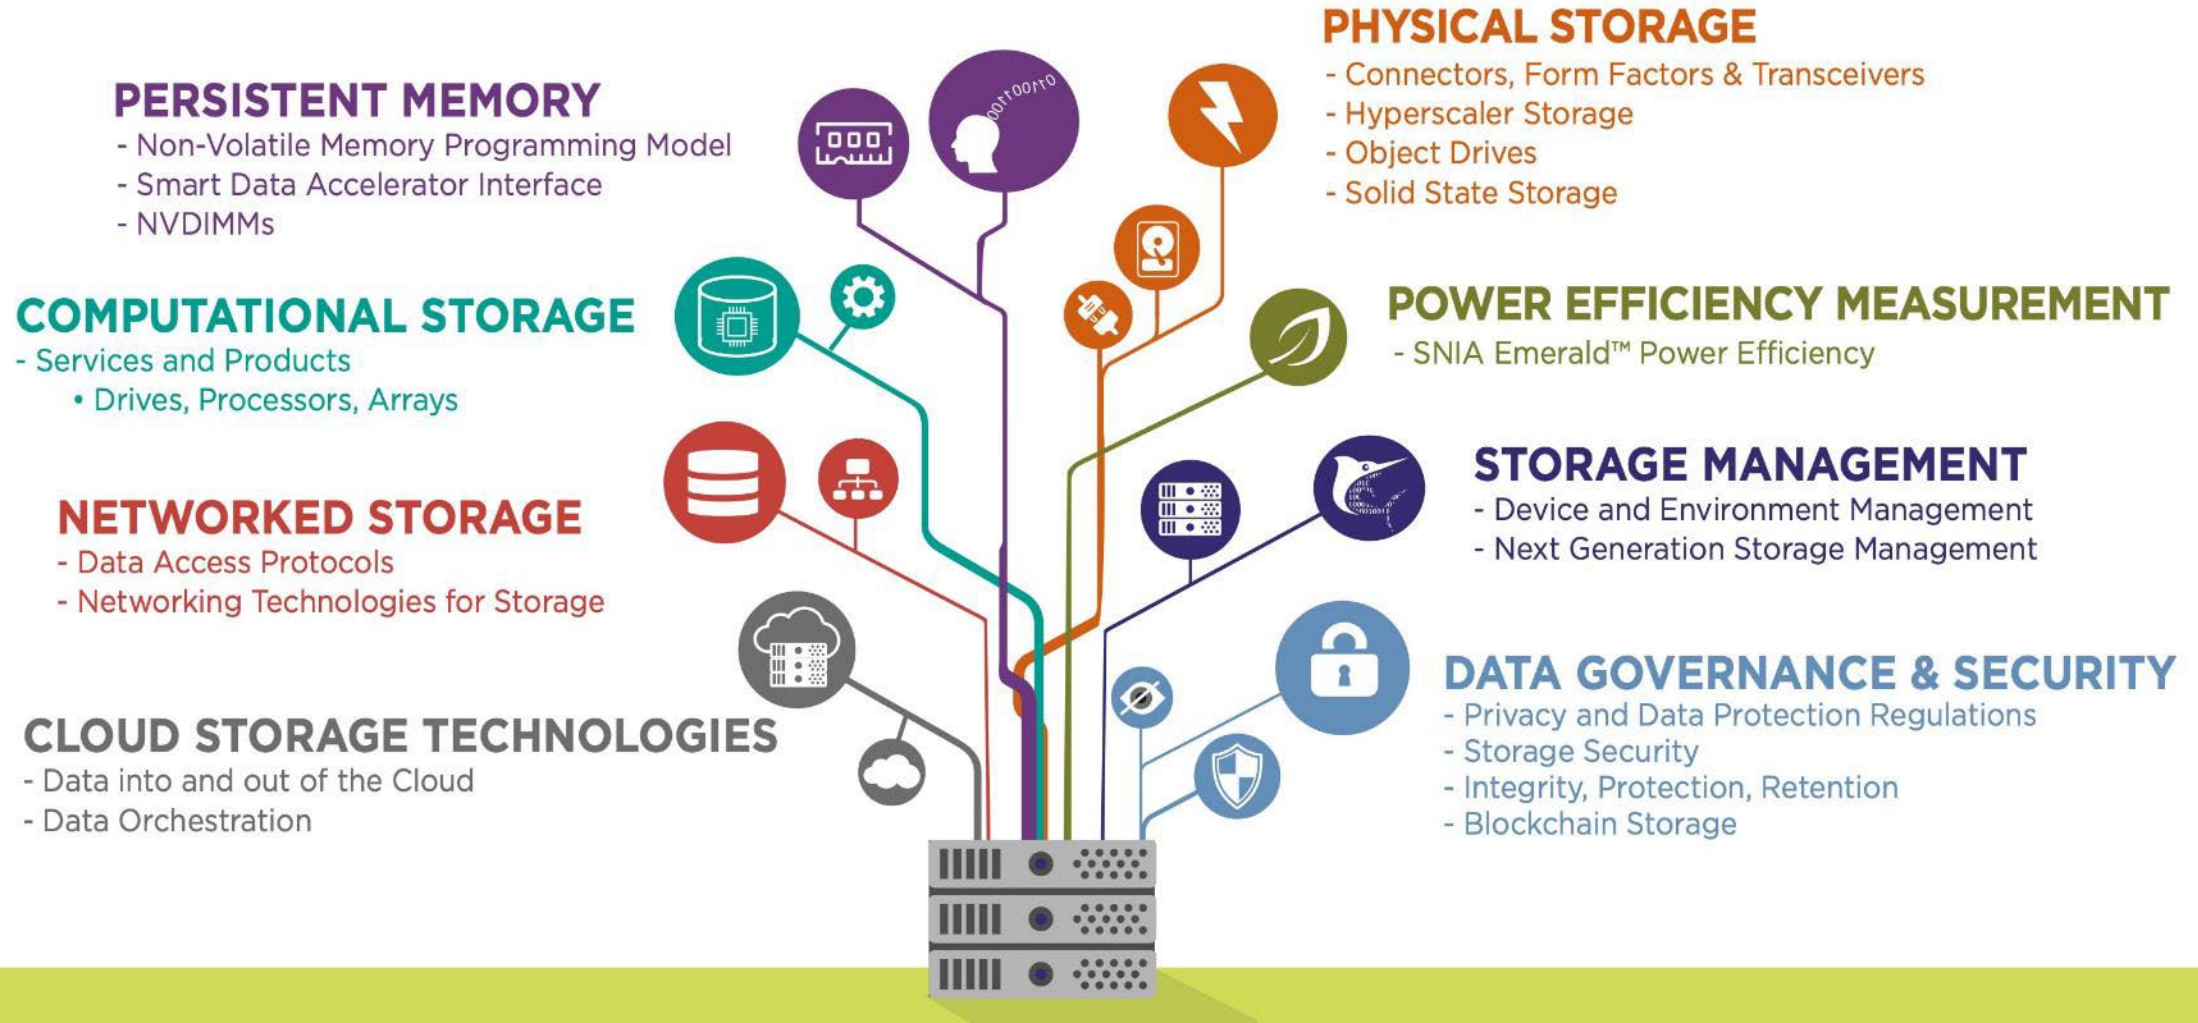 PERSISTENT MEMORY
- Non-Volatile Memory Programming Model
- Smart Data Accelerator Interface
- NVDIMMs
COMPUTATIONAL STORAGE
- Services and Products
• Drives, Processors, Arrays
NETWORKED STORAGE
- Data Access Protocols
- Networking Technologies for Storage
CLOUD STORAGE TECHNOLOGIES
- Data into and out of the Cloud
- Data Orchestration
PHYSICAL STORAGE
- Connectors, Form Factors & Transceivers
- Hyperscaler Storage
- Object Drives
- Solid State Storage
POWER EFFICIENCY MEASUREMENT
- SNIA Emerald™ Power Efficiency
STORAGE MANAGEMENT
- Device and Environment Management
- Next Generation Storage Management
DATA GOVERNANCE & SECURITY
- Privacy and Data Protection Regulations
- Storage Security
- Integrity, Protection, Retention
- Blockchain Storage